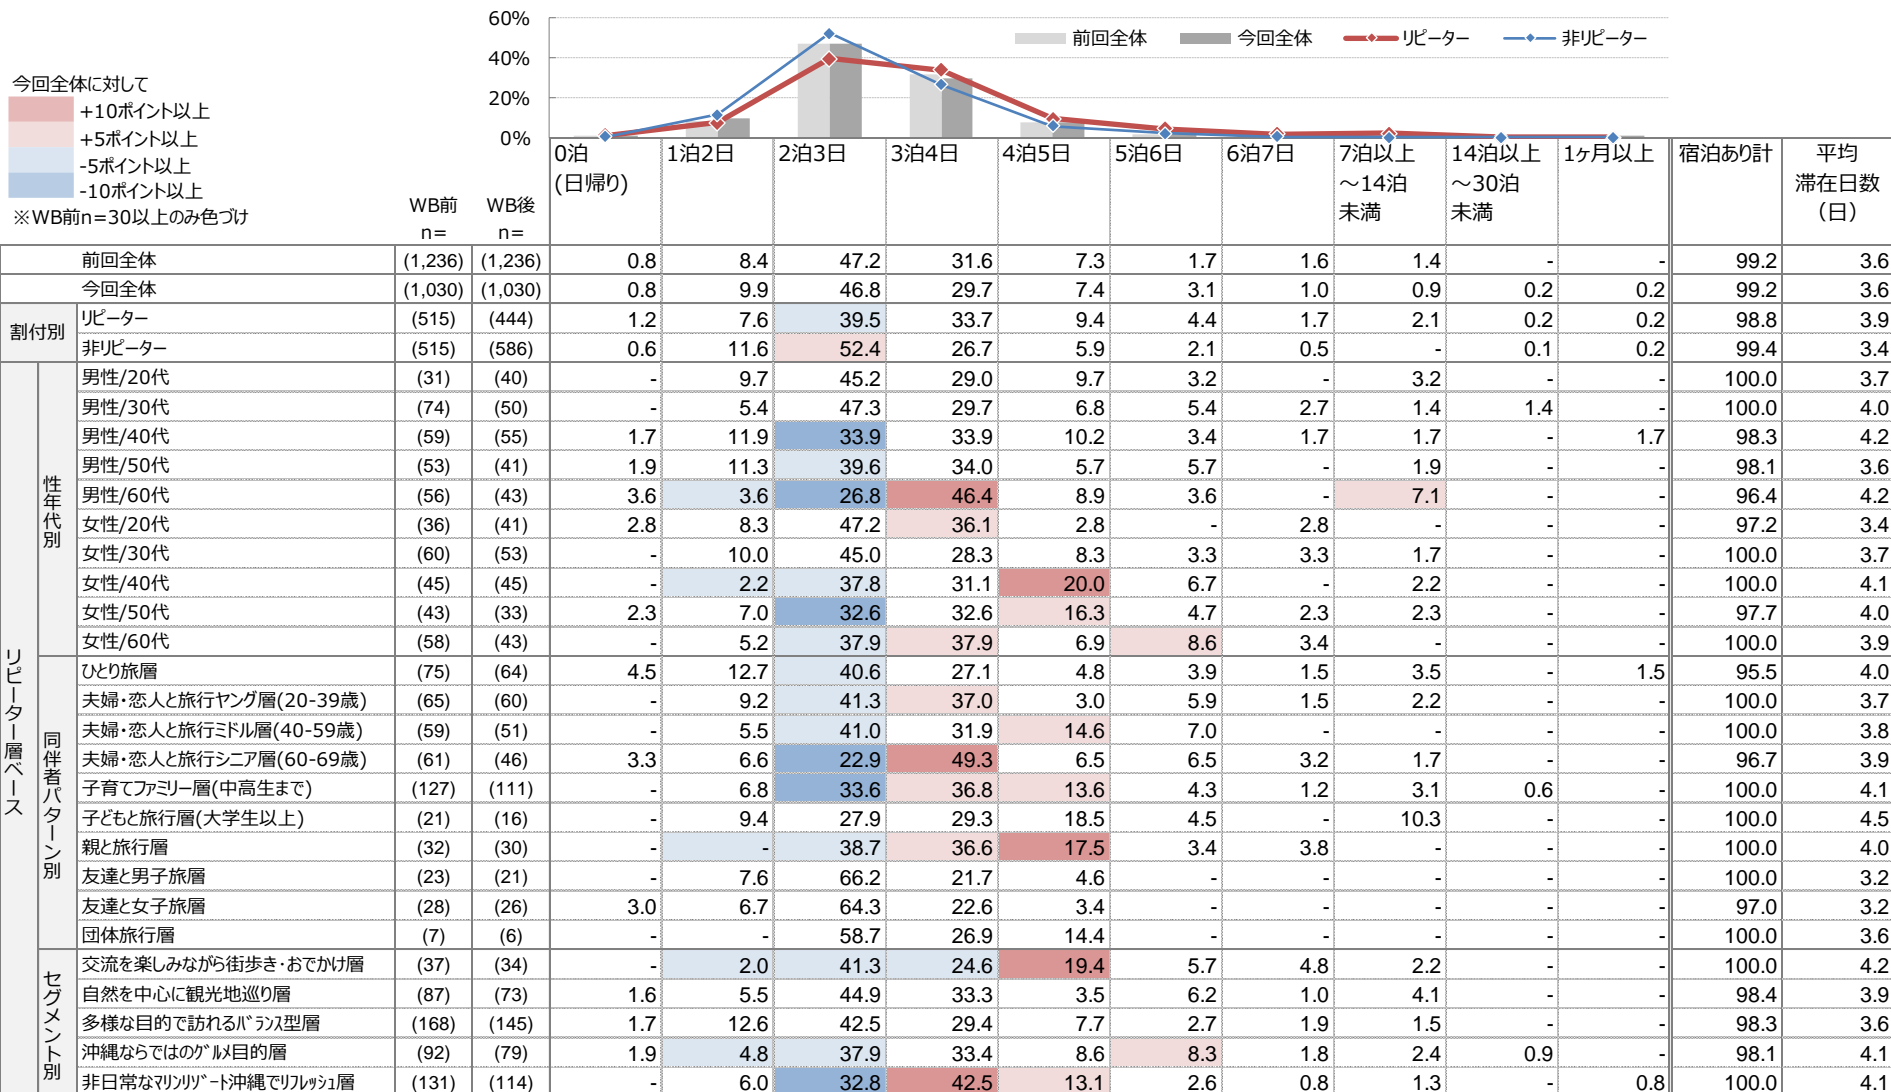 60%
40%
20%
0%
前回全体 今回全体 リピーター 非リピーター
今回全体に対して
+10ポイント以上
+5ポイント以上
-5ポイント以上
-10ポイント以上
※WB前n=30以上のみ色づけ
WB前 n= WB後 n= 0泊(日帰り) 1泊2日 2泊3日 3泊4日 4泊5日 5泊6日 6泊7日 7泊以上～14泊未満 14泊以上～30泊未満 1ヶ月以上 宿泊あり計 平均滞在日数(日)
前回全体 (1,236) (1,236) 0.8 8.4 47.2 31.6 7.3 1.7 1.6 1.4 - - 99.2 3.6
今回全体 (1,030) (1,030) 0.8 9.9 46.8 29.7 7.4 3.1 1.0 0.9 0.2 0.2 99.2 3.6
割付別
リピーター (515) (444) 1.2 7.6 39.5 33.7 9.4 4.4 1.7 2.1 0.2 0.2 98.8 3.9
非リピーター (515) (586) 0.6 11.6 52.4 26.7 5.9 2.1 0.5 - 0.1 0.2 99.4 3.4
リピーター層ベース
性年代別
男性/20代 (31) (40) - 9.7 45.2 29.0 9.7 3.2 - 3.2 - - 100.0 3.7
男性/30代 (74) (50) - 5.4 47.3 29.7 6.8 5.4 2.7 1.4 1.4 - 100.0 4.0
男性/40代 (59) (55) 1.7 11.9 33.9 33.9 10.2 3.4 1.7 1.7 - 1.7 98.3 4.2
男性/50代 (53) (41) 1.9 11.3 39.6 34.0 5.7 5.7 - 1.9 - - 98.1 3.6
男性/60代 (56) (43) 3.6 3.6 26.8 46.4 8.9 3.6 - 7.1 - - 96.4 4.2
女性/20代 (36) (41) 2.8 8.3 47.2 36.1 2.8 - 2.8 - - - 97.2 3.4
女性/30代 (60) (53) - 10.0 45.0 28.3 8.3 3.3 3.3 1.7 - - 100.0 3.7
女性/40代 (45) (45) - 2.2 37.8 31.1 20.0 6.7 - 2.2 - - 100.0 4.1
女性/50代 (43) (33) 2.3 7.0 32.6 32.6 16.3 4.7 2.3 2.3 - - 97.7 4.0
女性/60代 (58) (43) - 5.2 37.9 37.9 6.9 8.6 3.4 - - - 100.0 3.9
同伴者パターン別
ひとり旅層 (75) (64) 4.5 12.7 40.6 27.1 4.8 3.9 1.5 3.5 - 1.5 95.5 4.0
夫婦・恋人と旅行ヤング層(20-39歳) (65) (60) - 9.2 41.3 37.0 3.0 5.9 1.5 2.2 - - 100.0 3.7
夫婦・恋人と旅行ミドル層(40-59歳) (59) (51) - 5.5 41.0 31.9 14.6 7.0 - - - - 100.0 3.8
夫婦・恋人と旅行シニア層(60-69歳) (61) (46) 3.3 6.6 22.9 49.3 6.5 6.5 3.2 1.7 - - 96.7 3.9
子育てファミリー層(中高生まで) (127) (111) - 6.8 33.6 36.8 13.6 4.3 1.2 3.1 0.6 - 100.0 4.1
子どもと旅行層(大学生以上) (21) (16) - 9.4 27.9 29.3 18.5 4.5 - 10.3 - - 100.0 4.5
親と旅行層 (32) (30) - - 38.7 36.6 17.5 3.4 3.8 - - - 100.0 4.0
友達と男子旅層 (23) (21) - 7.6 66.2 21.7 4.6 - - - - - 100.0 3.2
友達と女子旅層 (28) (26) 3.0 6.7 64.3 22.6 3.4 - - - - - 97.0 3.2
団体旅行層 (7) (6) - - 58.7 26.9 14.4 - - - - - 100.0 3.6
セグメント別
交流を楽しみながら街歩き・おでかけ層 (37) (34) - 2.0 41.3 24.6 19.4 5.7 4.8 2.2 - - 100.0 4.2
自然を中心に観光地巡り層 (87) (73) 1.6 5.5 44.9 33.3 3.5 6.2 1.0 4.1 - - 98.4 3.9
多様な目的で訪れるバランス型層 (168) (145) 1.7 12.6 42.5 29.4 7.7 2.7 1.9 1.5 - - 98.3 3.6
沖縄ならではのグルメ目的層 (92) (79) 1.9 4.8 37.9 33.4 8.6 8.3 1.8 2.4 0.9 - 98.1 4.1
非日常なマリンリゾート沖縄でリフレッシュ層 (131) (114) - 6.0 32.8 42.5 13.1 2.6 0.8 1.3 - 0.8 100.0 4.1